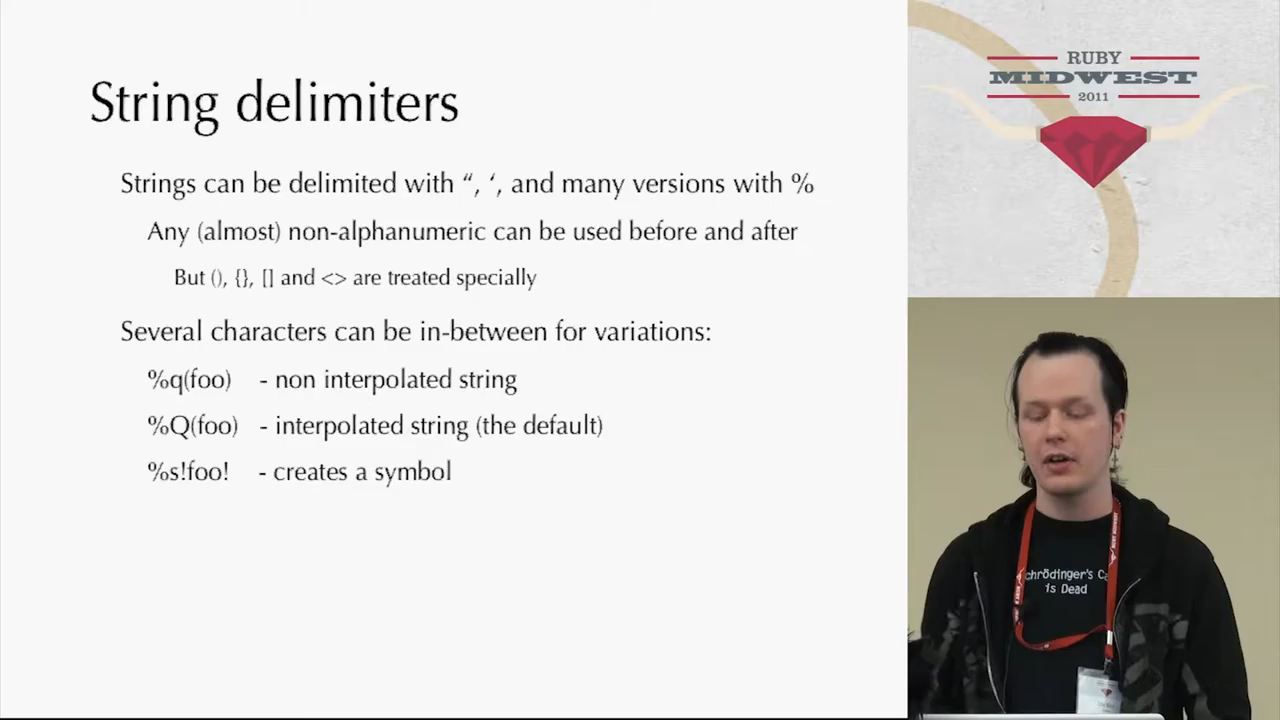 String delimiters
Strings can be delimited with “, ‘, and many versions with %
Any (almost) non-alphanumeric can be used before and after
But (), {}, [] and <> are treated specially
Several characters can be in-between for variations:
%q(foo) - non interpolated string
%Q(foo) - interpolated string (the default)
%s!foo! - creates a symbol
RUBY
MIDWEST
2011
chrödinger's Ca
is Dead